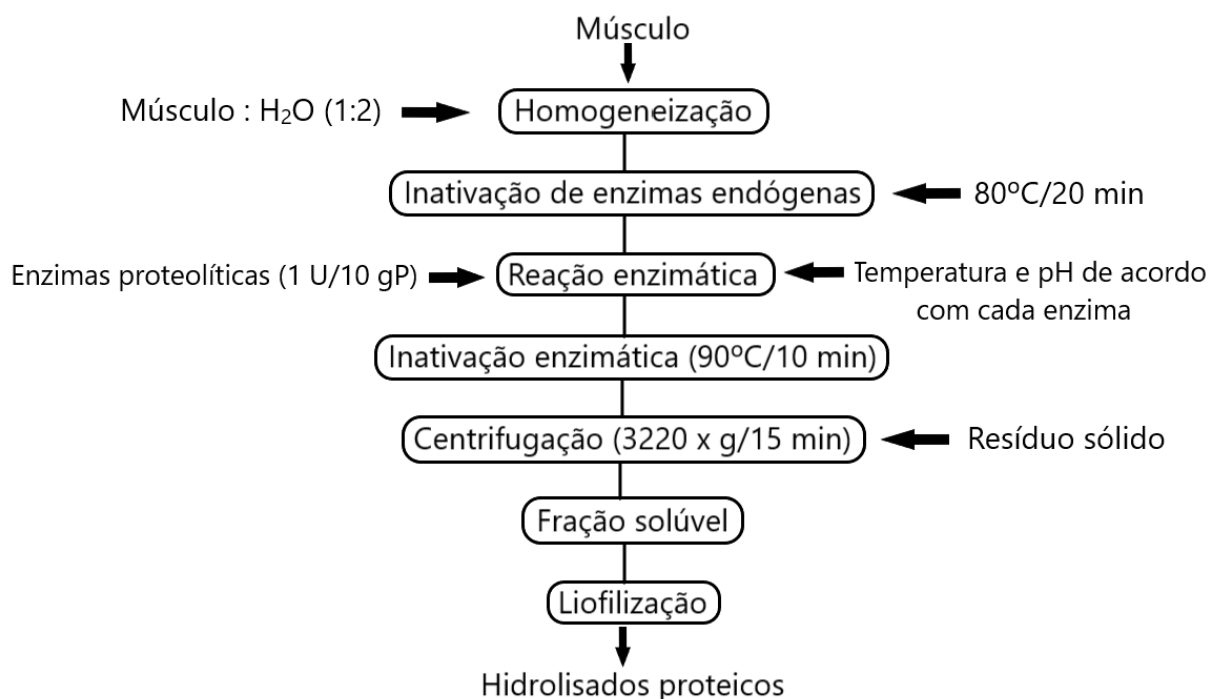 Músculo
Músculo : H₂O (1:2)
Homogeneização
Inativação de enzimas endógenas
80ºC/20 min
Enzimas proteolíticas (1 U/10 gP)
Reação enzimática
Temperatura e pH de acordo
com cada enzima
Inativação enzimática (90ºC/10 min)
Centrifugação (3220 x g/15 min)
Resíduo sólido
Fração solúvel
Liofilização
Hidrolisados proteicos